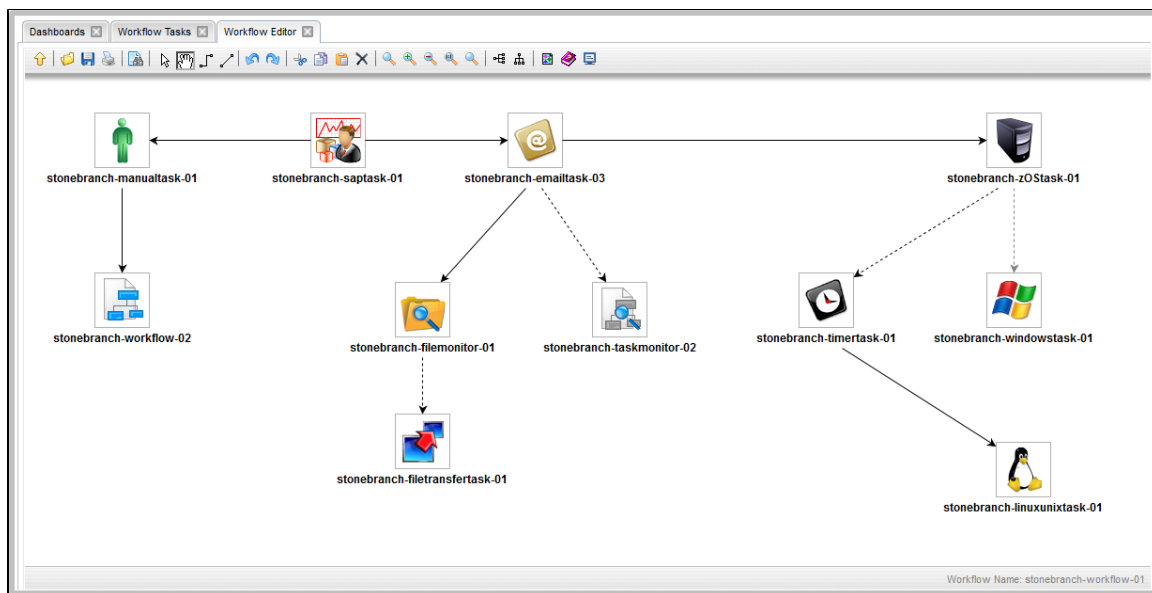 Dashboards
Workflow Tasks
Workflow Editor
stonebranch-manualtask-01
stonebranch-saptask-01
stonebranch-emailtask-03
stonebranch-zOStask-01
stonebranch-workflow-02
stonebranch-filemonitor-01
stonebranch-taskmonitor-02
stonebranch-timertask-01
stonebranch-windowstask-01
stonebranch-filetransfertask-01
stonebranch-linuxunixtask-01
Workflow Name: stonebranch-workflow-01